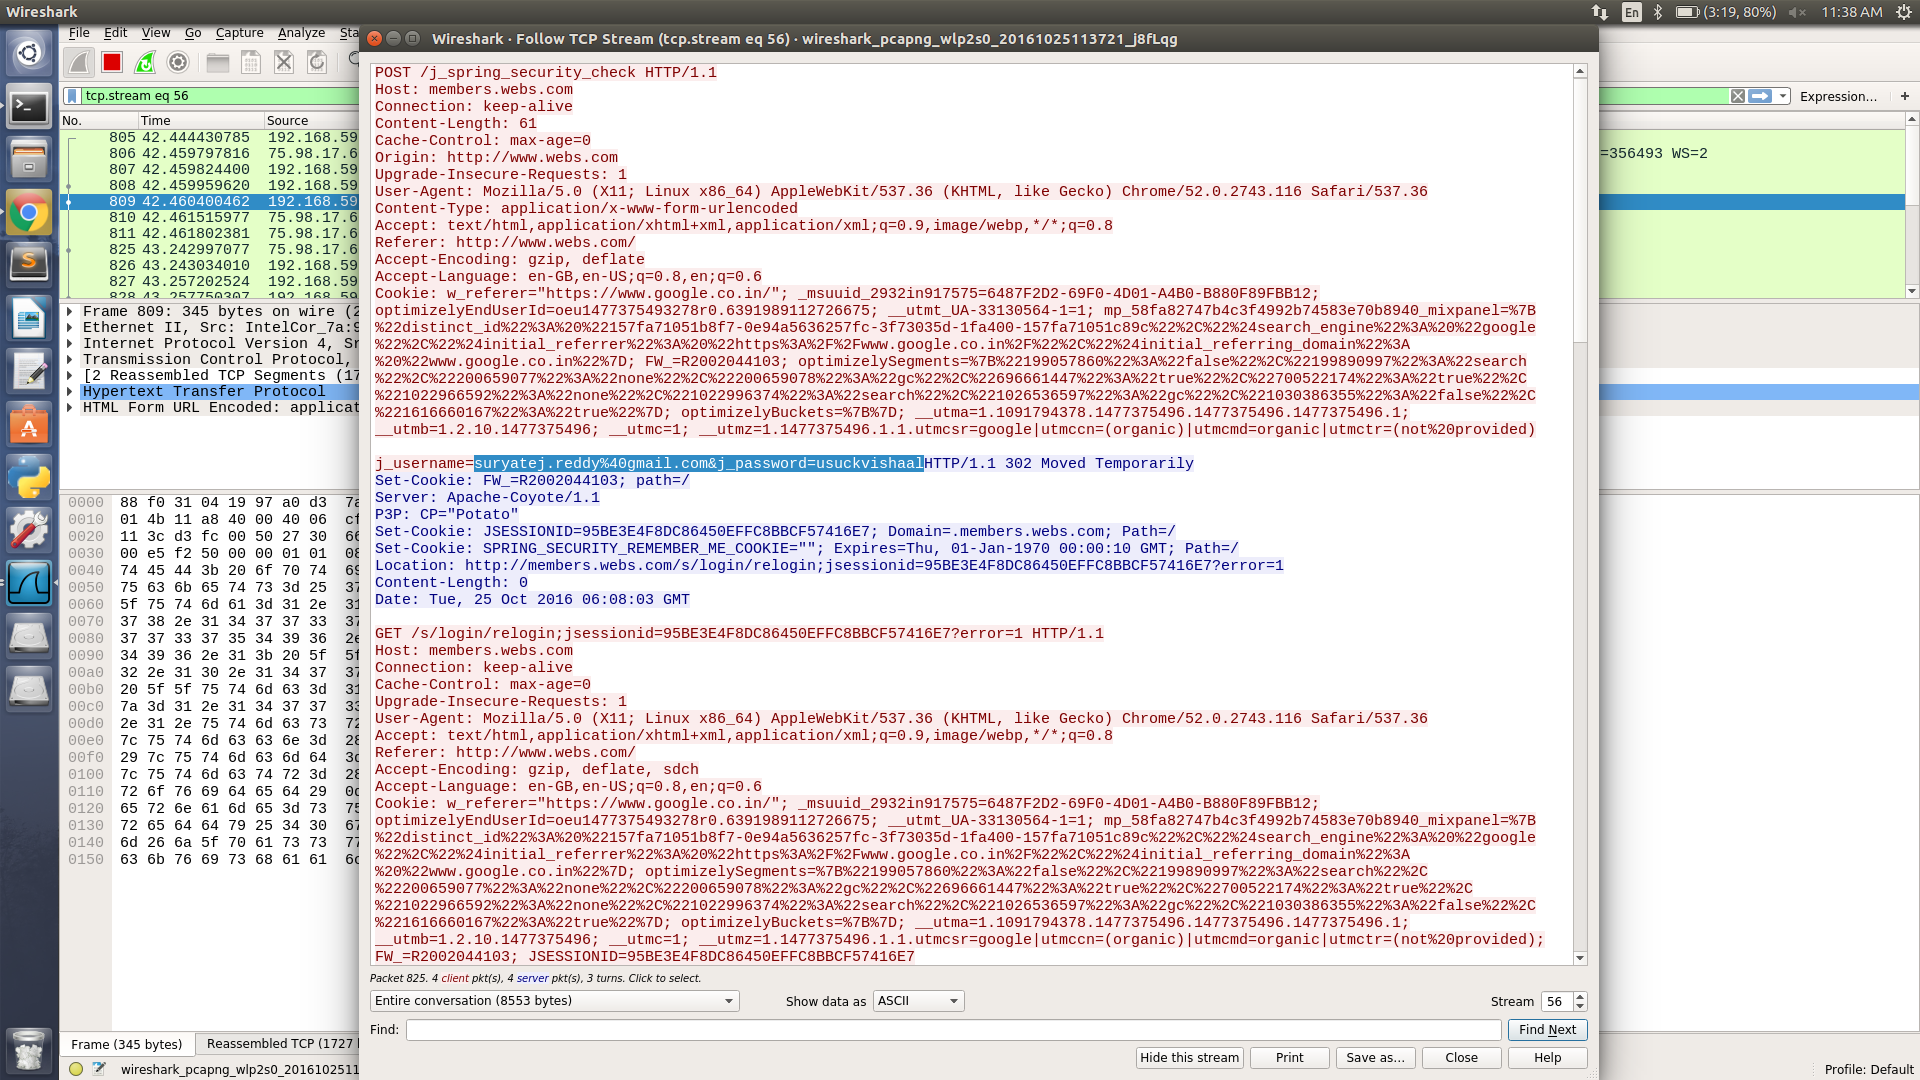 Wireshark
En
(3:19, 80%)
11:38 AM
File Edit View Go Capture Analyze Sta
Wireshark · Follow TCP Stream (tcp.stream eq 56) · wireshark_pcapng_wlp2s0_20161025113721_j8fLqg
tcp.stream eq 56
Expression...
+
No. Time Source
805 42.444430785 192.168.59
806 42.459797816 75.98.17.6
=356493 WS=2
807 42.459824400 192.168.59
808 42.459959620 192.168.59
809 42.460400462 192.168.59
810 42.461515977 75.98.17.6
811 42.461802381 75.98.17.6
825 43.242997077 75.98.17.6
826 43.243034010 192.168.59
827 43.257202524 192.168.59
828 43.257750307 192.168.59
Frame 809: 345 bytes on wire (2
Ethernet II, Src: IntelCor_7a:9
Internet Protocol Version 4, Sr
Transmission Control Protocol,
[2 Reassembled TCP Segments (17
Hypertext Transfer Protocol
HTML Form URL Encoded: applicat
0000 88 f0 31 04 19 97 a0 d3 7a
0010 01 4b 11 a8 40 00 40 06 cf
0020 11 3c d3 fc 00 50 27 30 66
0030 00 e5 f2 50 00 00 01 01 08
0040 74 45 44 3b 20 6f 70 74 69
0050 75 63 6b 65 74 73 3d 25 37
0060 5f 75 74 6d 61 3d 31 2e 31
0070 37 38 2e 31 34 37 37 33 37
0080 37 37 33 37 35 34 39 36 2e
0090 34 39 36 2e 31 3b 20 5f 5f
00a0 32 2e 31 30 2e 31 34 37 37
00b0 20 5f 5f 75 74 6d 63 3d 31
00c0 7a 3d 31 2e 31 34 37 37 33
00d0 2e 31 2e 75 74 6d 63 73 72
00e0 7c 75 74 6d 63 63 6e 3d 28
00f0 29 7c 75 74 6d 63 6d 64 3d
0100 7c 75 74 6d 63 74 72 3d 28
0110 72 6f 76 69 64 65 64 29 0d
0120 65 72 6e 61 6d 65 3d 73 75
0130 72 65 64 64 79 25 34 30 67
0140 6d 26 6a 5f 70 61 73 73 77
0150 63 6b 76 69 73 68 61 61 6c
POST /j_spring_security_check HTTP/1.1
Host: members.webs.com
Connection: keep-alive
Content-Length: 61
Cache-Control: max-age=0
Origin: http://www.webs.com
Upgrade-Insecure-Requests: 1
User-Agent: Mozilla/5.0 (X11; Linux x86_64) AppleWebKit/537.36 (KHTML, like Gecko) Chrome/52.0.2743.116 Safari/537.36
Content-Type: application/x-www-form-urlencoded
Accept: text/html,application/xhtml+xml,application/xml;q=0.9,image/webp,*/*;q=0.8
Referer: http://www.webs.com/
Accept-Encoding: gzip, deflate
Accept-Language: en-GB,en-US;q=0.8,en;q=0.6
Cookie: w_referer="https://www.google.co.in/"; _msuuid_2932in917575=6487F2D2-69F0-4D01-A4B0-B880F89FBB12;
optimizelyEndUserId=oeu1477375493278r0.6391989112726675; __utmt_UA-33130564-1=1; mp_58fa82747b4c3f4992b74583e70b8940_mixpanel=%7B
%22distinct_id%22%3A%20%22157fa71051b8f7-0e94a5636257fc-3f73035d-1fa400-157fa71051c89c%22%2C%22%24search_engine%22%3A%20%22google
%22%2C%22%24initial_referrer%22%3A%20%22https%3A%2F%2Fwww.google.co.in%2F%22%2C%22%24initial_referring_domain%22%3A
%20%22www.google.co.in%22%7D; FW_=R2002044103; optimizelySegments=%7B%22199057860%22%3A%22false%22%2C%22199890997%22%3A%22search
%22%2C%22200659077%22%3A%22none%22%2C%22200659078%22%3A%22gc%22%2C%22696661447%22%3A%22true%22%2C%22700522174%22%3A%22true%22%2C
%221022966592%22%3A%22none%22%2C%221022996374%22%3A%22search%22%2C%221026536597%22%3A%22gc%22%2C%221030386355%22%3A%22false%22%2C
%221616660167%22%3A%22true%22%7D; optimizelyBuckets=%7B%7D; __utma=1.1091794378.1477375496.1477375496.1477375496.1;
__utmb=1.2.10.1477375496; __utmc=1; __utmz=1.1477375496.1.1.utmcsr=google|utmccn=(organic)|utmcmd=organic|utmctr=(not%20provided)
j_username=suryatej.reddy%40gmail.com&j_password=usuckvishaalHTTP/1.1 302 Moved Temporarily
Set-Cookie: FW_=R2002044103; path=/
Server: Apache-Coyote/1.1
P3P: CP="Potato"
Set-Cookie: JSESSIONID=95BE3E4F8DC86450EFFC8BBCF57416E7; Domain=.members.webs.com; Path=/
Set-Cookie: SPRING_SECURITY_REMEMBER_ME_COOKIE=""; Expires=Thu, 01-Jan-1970 00:00:10 GMT; Path=/
Location: http://members.webs.com/s/login/relogin;jsessionid=95BE3E4F8DC86450EFFC8BBCF57416E7?error=1
Content-Length: 0
Date: Tue, 25 Oct 2016 06:08:03 GMT
GET /s/login/relogin;jsessionid=95BE3E4F8DC86450EFFC8BBCF57416E7?error=1 HTTP/1.1
Host: members.webs.com
Connection: keep-alive
Cache-Control: max-age=0
Upgrade-Insecure-Requests: 1
User-Agent: Mozilla/5.0 (X11; Linux x86_64) AppleWebKit/537.36 (KHTML, like Gecko) Chrome/52.0.2743.116 Safari/537.36
Accept: text/html,application/xhtml+xml,application/xml;q=0.9,image/webp,*/*;q=0.8
Referer: http://www.webs.com/
Accept-Encoding: gzip, deflate, sdch
Accept-Language: en-GB,en-US;q=0.8,en;q=0.6
Cookie: w_referer="https://www.google.co.in/"; _msuuid_2932in917575=6487F2D2-69F0-4D01-A4B0-B880F89FBB12;
optimizelyEndUserId=oeu1477375493278r0.6391989112726675; __utmt_UA-33130564-1=1; mp_58fa82747b4c3f4992b74583e70b8940_mixpanel=%7B
%22distinct_id%22%3A%20%22157fa71051b8f7-0e94a5636257fc-3f73035d-1fa400-157fa71051c89c%22%2C%22%24search_engine%22%3A%20%22google
%22%2C%22%24initial_referrer%22%3A%20%22https%3A%2F%2Fwww.google.co.in%2F%22%2C%22%24initial_referring_domain%22%3A
%20%22www.google.co.in%22%7D; optimizelySegments=%7B%22199057860%22%3A%22false%22%2C%22199890997%22%3A%22search%22%2C
%22200659077%22%3A%22none%22%2C%22200659078%22%3A%22gc%22%2C%22696661447%22%3A%22true%22%2C%22700522174%22%3A%22true%22%2C
%221022966592%22%3A%22none%22%2C%221022996374%22%3A%22search%22%2C%221026536597%22%3A%22gc%22%2C%221030386355%22%3A%22false%22%2C
%221616660167%22%3A%22true%22%7D; optimizelyBuckets=%7B%7D; __utma=1.1091794378.1477375496.1477375496.1477375496.1;
__utmb=1.2.10.1477375496; __utmc=1; __utmz=1.1477375496.1.1.utmcsr=google|utmccn=(organic)|utmcmd=organic|utmctr=(not%20provided);
FW_=R2002044103; JSESSIONID=95BE3E4F8DC86450EFFC8BBCF57416E7
Packet 825. 4 client pkt(s), 4 server pkt(s), 3 turns. Click to select.
Entire conversation (8553 bytes)
Show data as ASCII
Stream 56
Find:
Find Next
Hide this stream Print Save as... Close Help
Frame (345 bytes) Reassembled TCP (1727
wireshark_pcapng_wlp2s0_201610251
Profile: Default